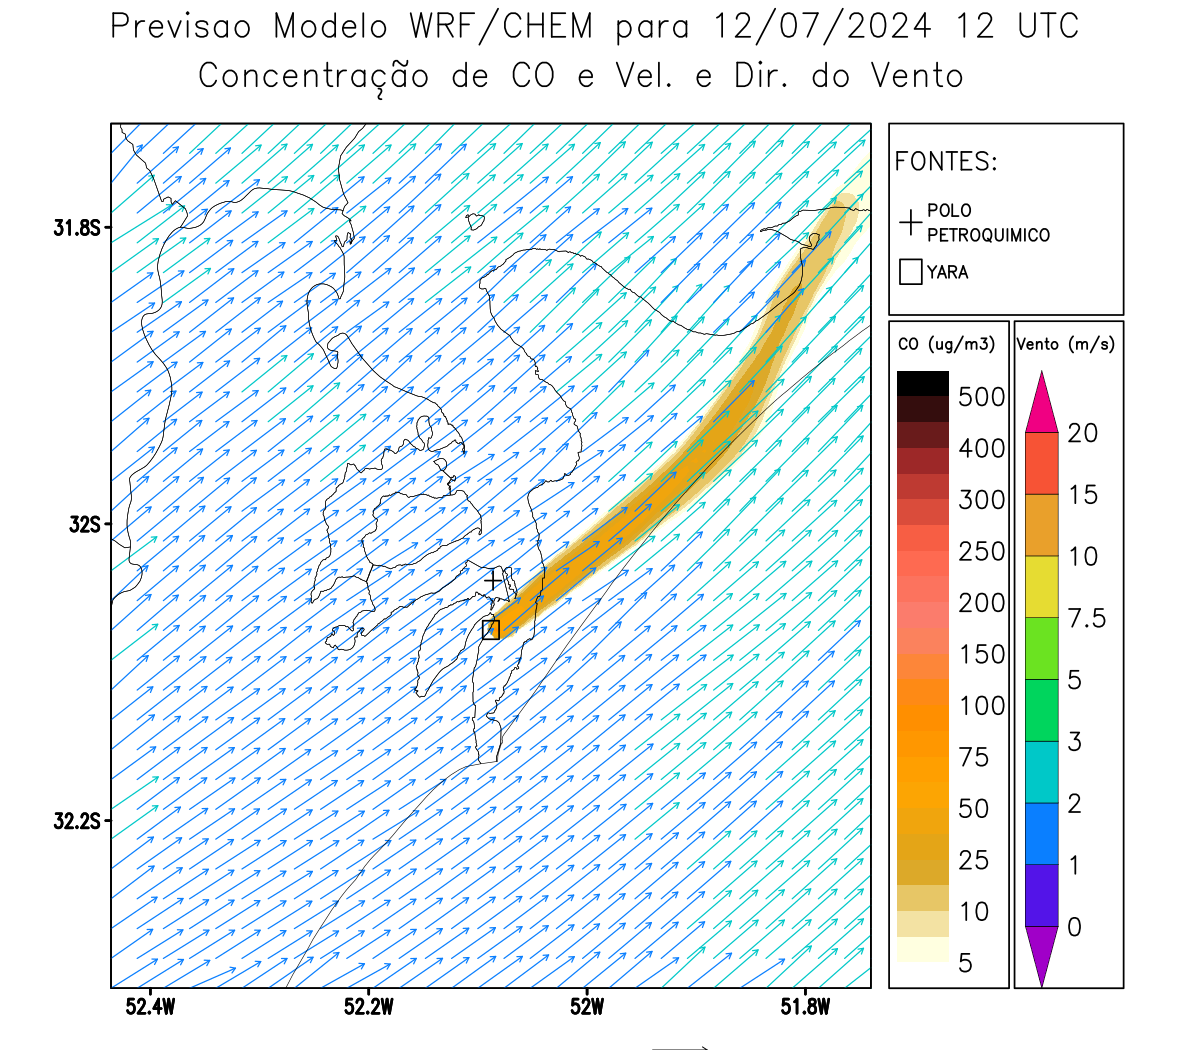 Previsao Modelo WRF/CHEM para 12/07/2024 12 UTC
Concentração de CO e Vel. e Dir. do Vento
FONTES:
POLO
PETROQUIMICO
YARA
CO (ug/m3)
500
400
300
250
200
150
100
75
50
25
10
5
Vento (m/s)
20
15
10
7.5
5
3
2
1
0
31.8S
32S
32.2S
52.4W
52.2W
52W
51.8W